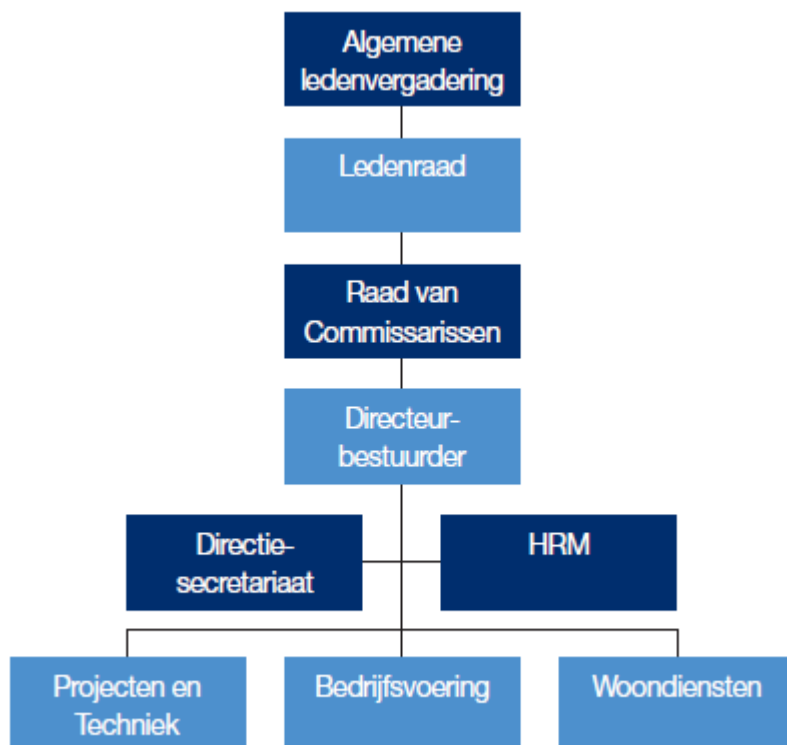 Algemene
ledenvergadering
Ledenraad
Raad van
Commissarissen
Directeur-
bestuurder
Directie-
secretariaat
HRM
Projecten en
Techniek
Bedrijfsvoering
Woondiensten